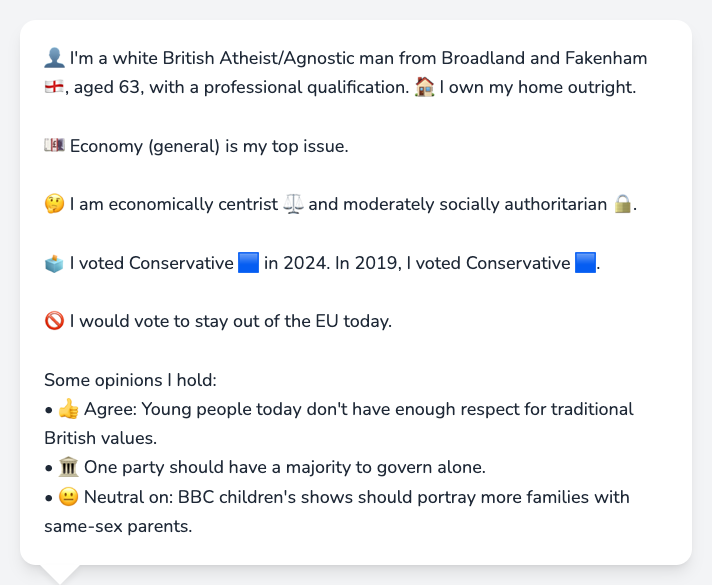 👤 I'm a white British Atheist/Agnostic man from Broadland and Fakenham
🏴󠁧󠁢󠁥󠁮󠁧󠁿, aged 63, with a professional qualification. 🏠 I own my home outright.
💷 Economy (general) is my top issue.
🤔 I am economically centrist ⚖️ and moderately socially authoritarian 🔒.
🗳️ I voted Conservative 🟦 in 2024. In 2019, I voted Conservative 🟦.
🚫 I would vote to stay out of the EU today.
Some opinions I hold:
• 👍 Agree: Young people today don't have enough respect for traditional
British values.
• 🏛️ One party should have a majority to govern alone.
• 😐 Neutral on: BBC children's shows should portray more families with
same-sex parents.